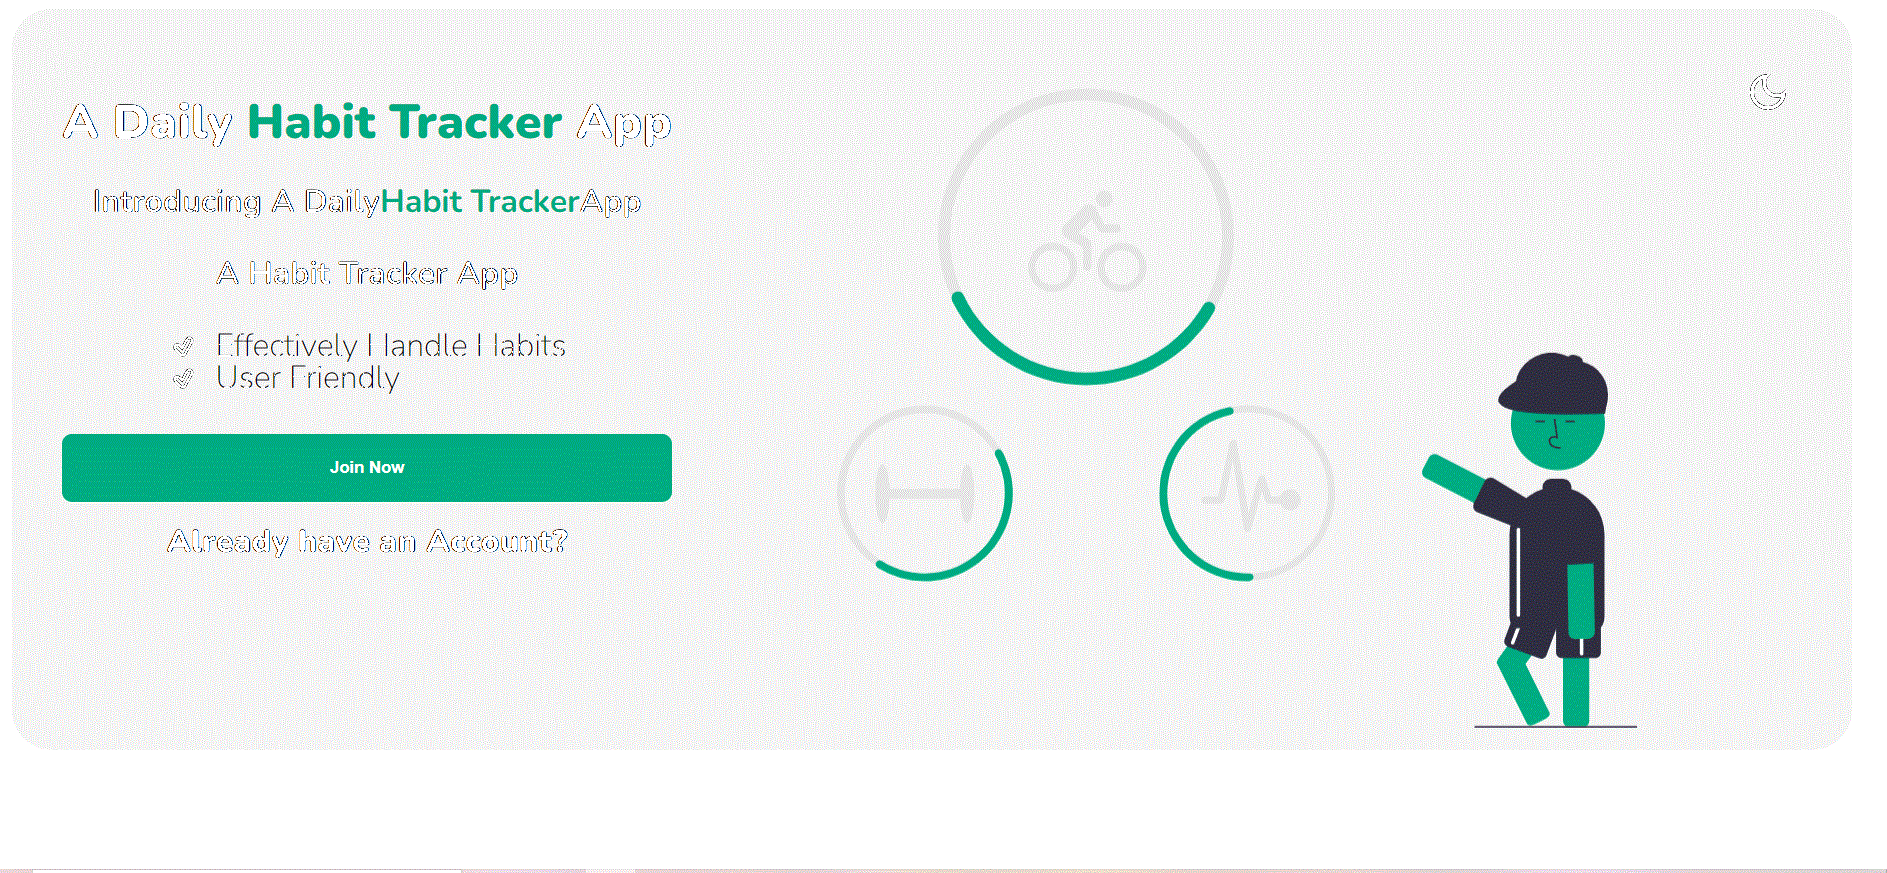 A Daily Habit Tracker App
Introducing A DailyHabit TrackerApp
A Habit Tracker App
Effectively Handle Habits
User Friendly
Join Now
Already have an Account?